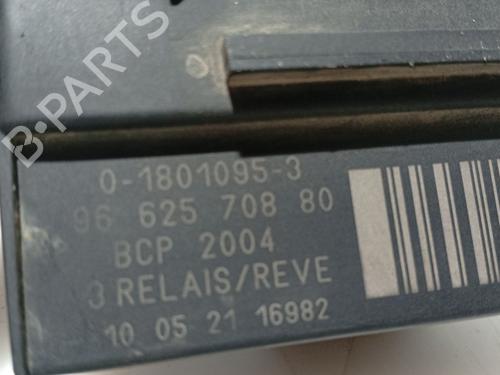 B-PARTS
0-1801095-3
96 625 708 80
BCP 2004
3 RELAIS/REVE
10 05 21 16982